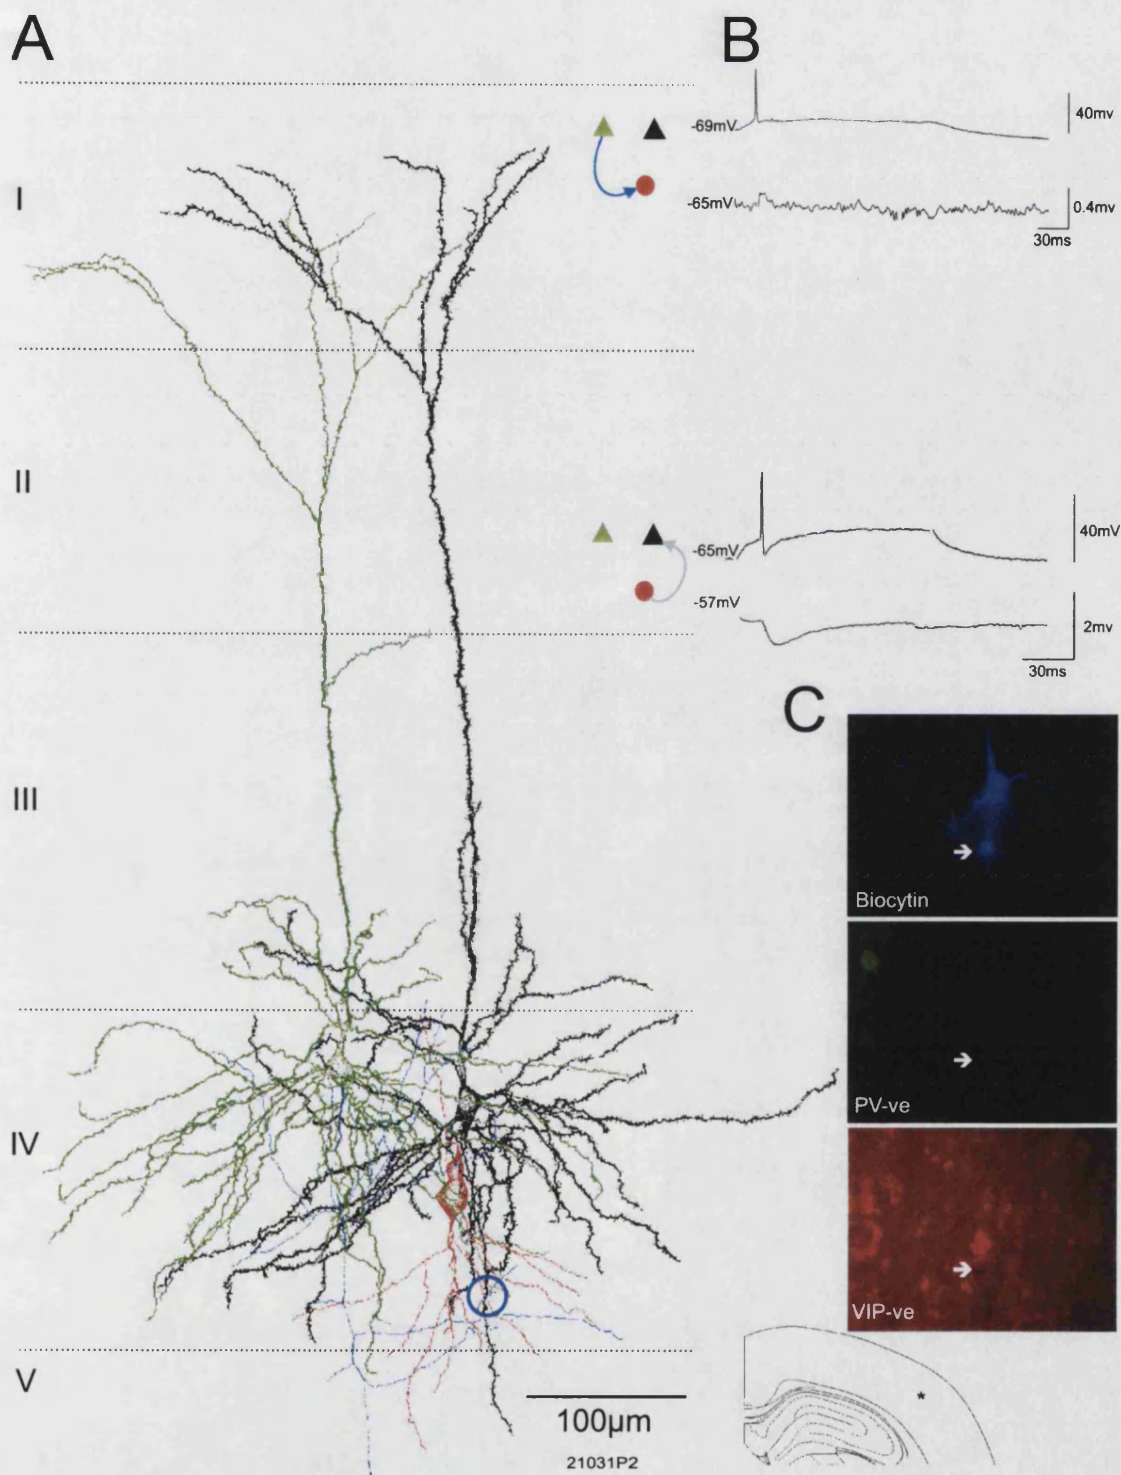 A
B
I
II
III
IV
V
-69mV
40mv
-65mV
0.4mv
30ms
-65mV
40mV
-57mV
2mv
30ms
C
Biocytin
PV-ve
VIP-ve
*
100µm
21031P2